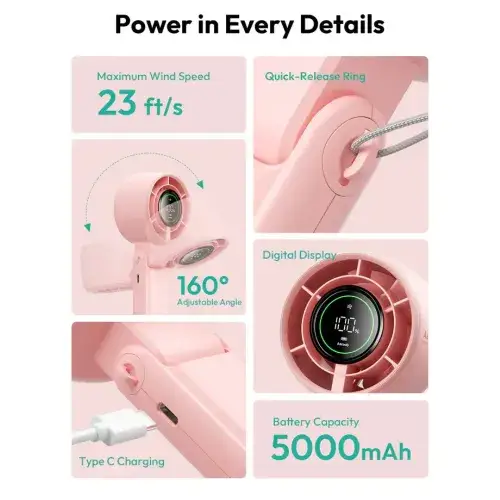 Power in Every Details
Maximum Wind Speed
23 ft/s
Quick-Release Ring
160°
Adjustable Angle
Digital Display
100%
Type C Charging
Battery Capacity
5000mAh